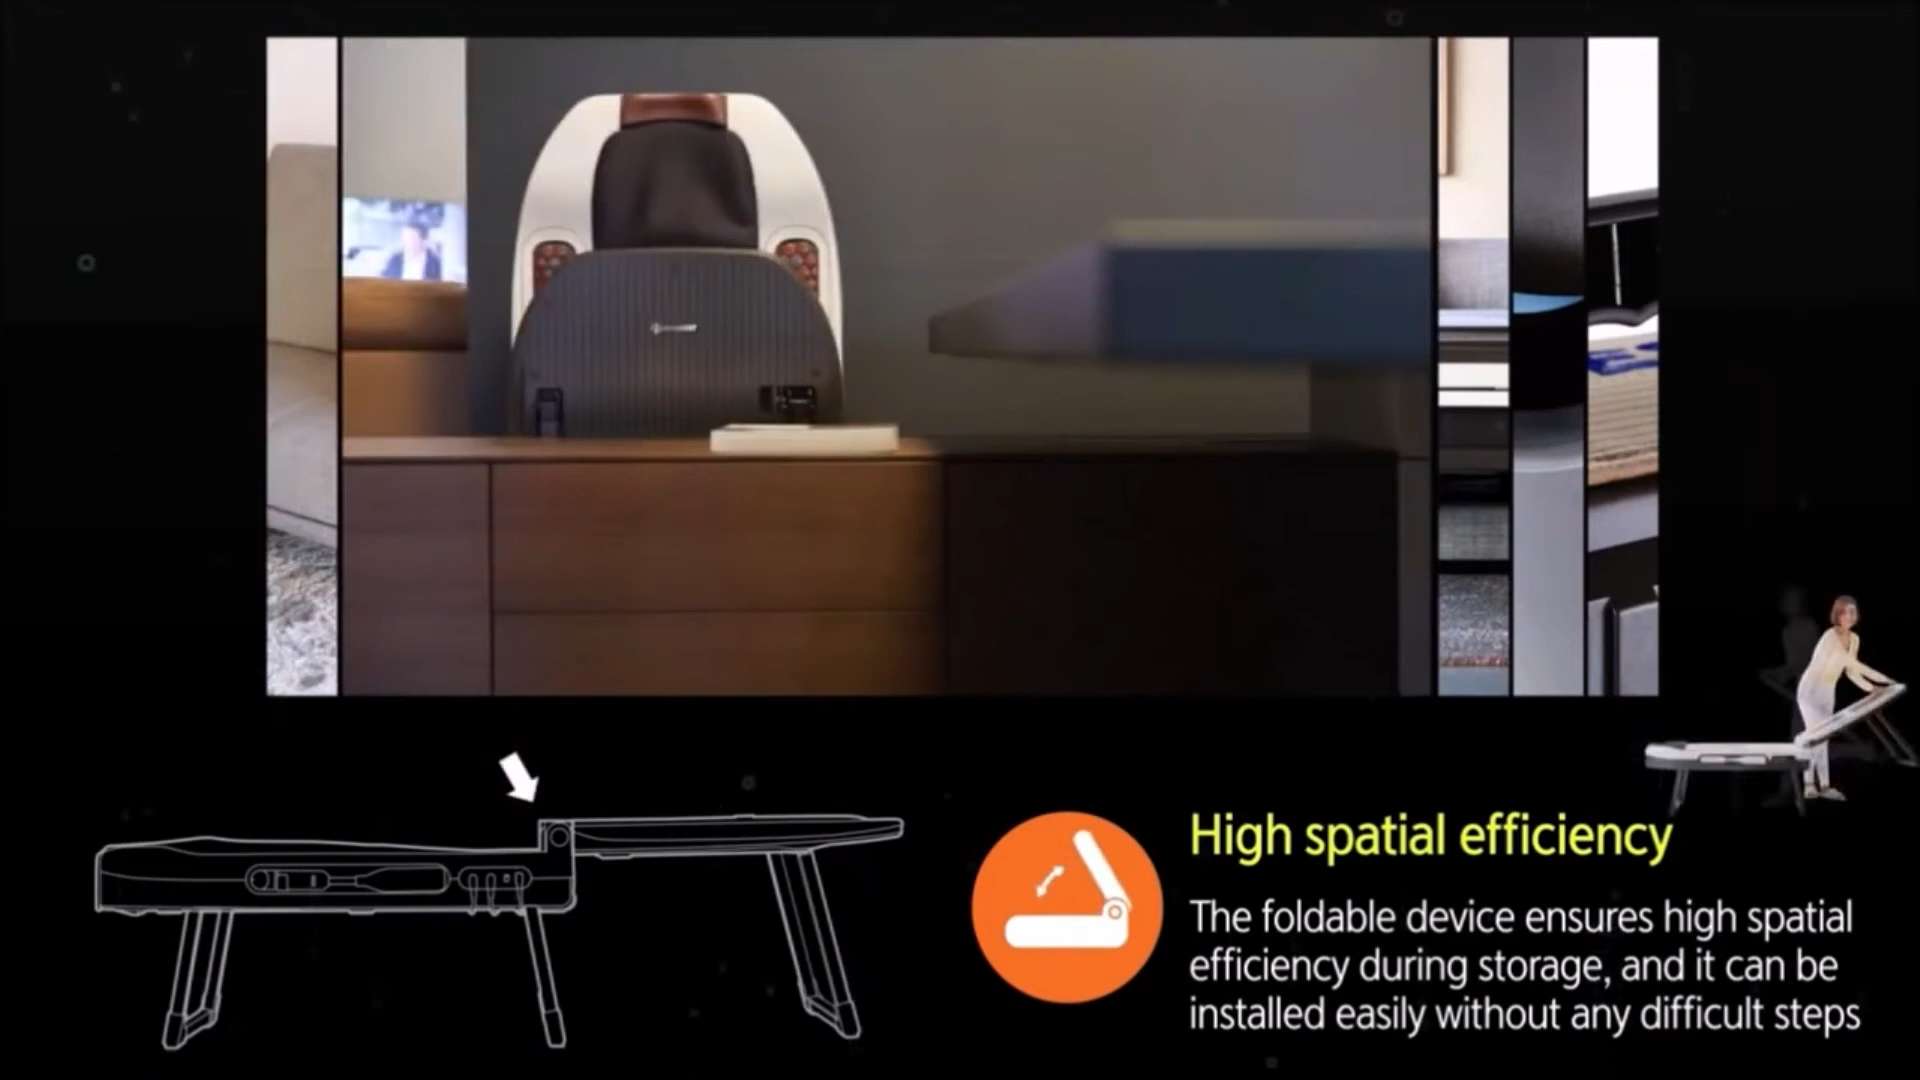 High spatial efficiency
The foldable device ensures high spatial
efficiency during storage, and it can be
installed easily without any difficult steps